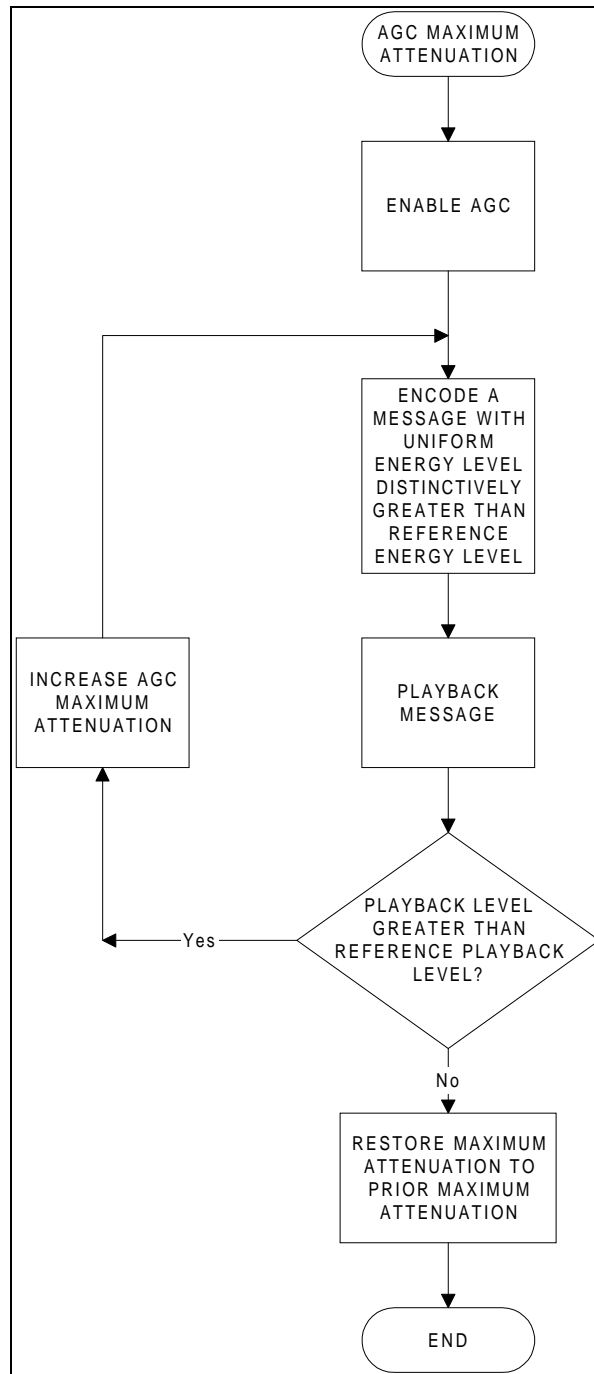 AGC MAXIMUM
ATTENUATION
ENABLE AGC
ENCODE A
MESSAGE WITH
UNIFORM
ENERGY LEVEL
DISTINCTIVELY
GREATER THAN
REFERENCE
ENERGY LEVEL
INCREASE AGC
MAXIMUM
ATTENUATION
PLAYBACK
MESSAGE
PLAYBACK LEVEL
GREATER THAN
REFERENCE PLAYBACK
LEVEL?
Yes
No
RESTORE MAXIMUM
ATTENUATION TO
PRIOR MAXIMUM
ATTENUATION
END